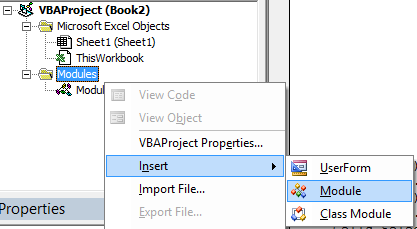 VBAProject (Book2)
Microsoft Excel Objects
Sheet1 (Sheet1)
ThisWorkbook
Modules
Modul
View Code
View Object
VBAProject Properties...
Insert
Import File...
Export File...
UserForm
Module
Class Module
Properties